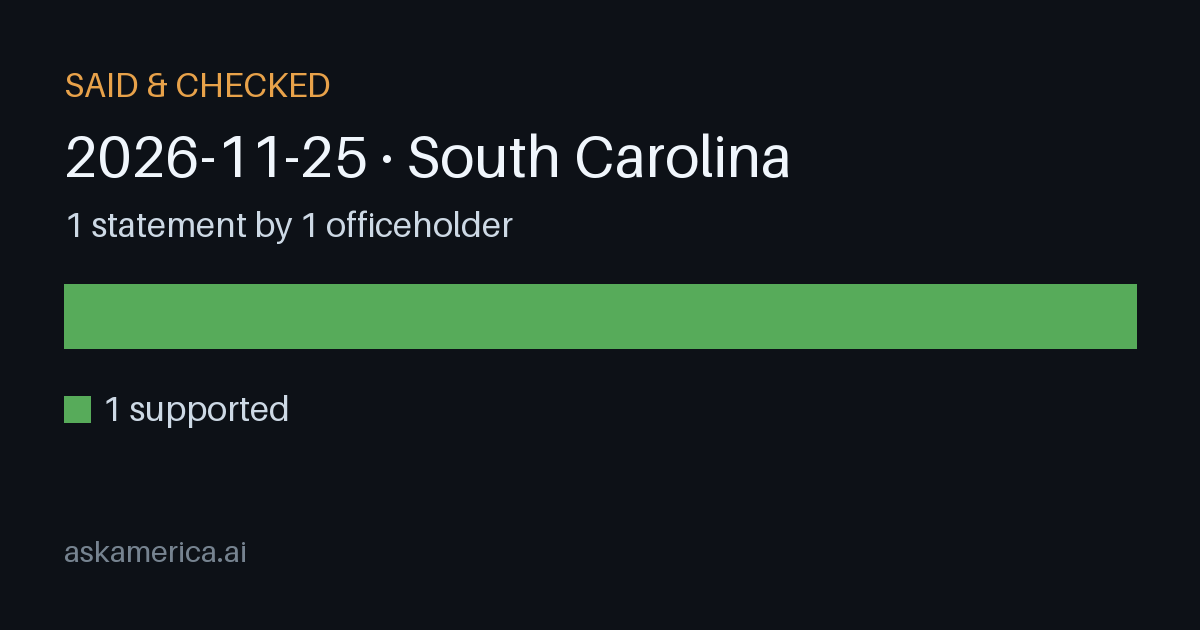 SAID & CHECKED
2026-11-25 · South Carolina
1 statement by 1 officeholder
1 supported
askamerica.ai